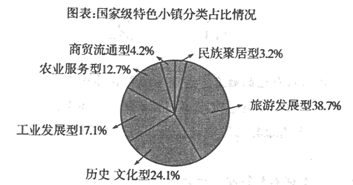 图表:国家级特色小镇分类占比情况
商贸流通型4.2%
民族聚居型3.2%
农业服务型12.7%
旅游发展型38.7%
工业发展型17.1%
历史 文化型24.1%